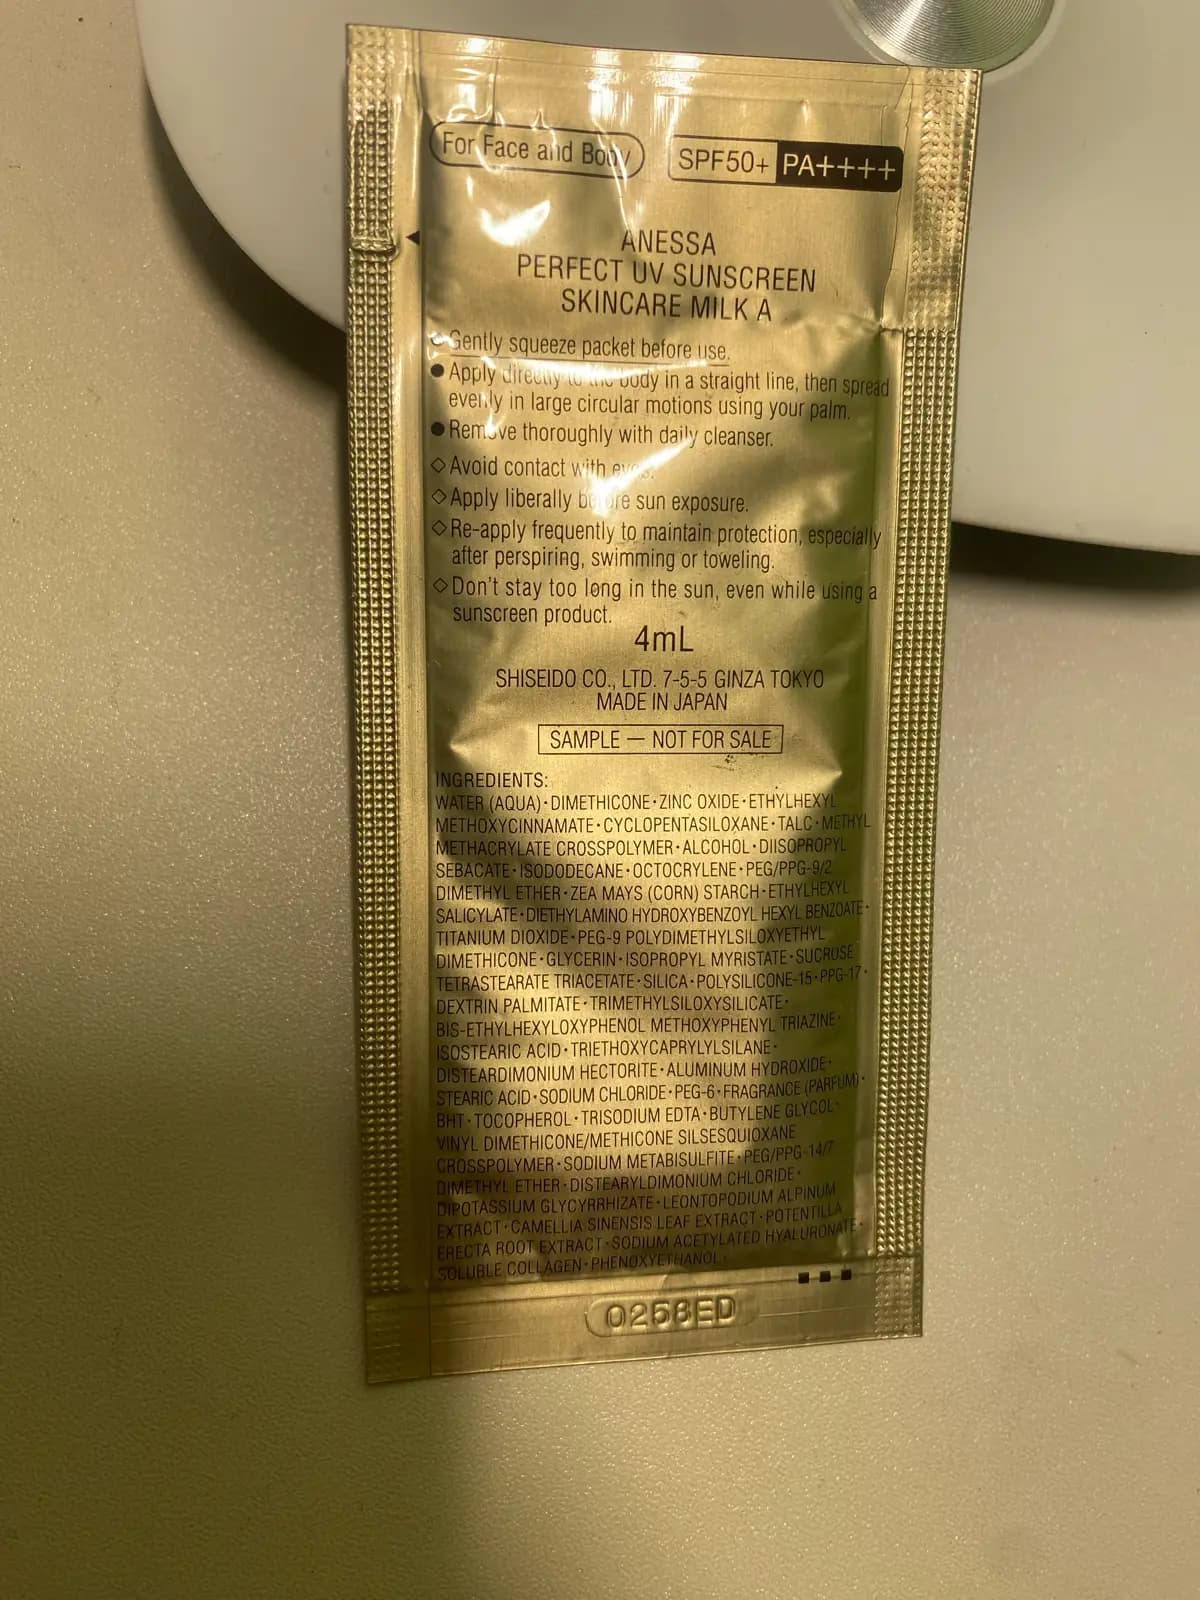 For Face and Body
SPF50+ PA++++
ANESSA
PERFECT UV SUNSCREEN
SKINCARE MILK A
Gently squeeze packet before use.
● Apply directly to the body in a straight line, then spread
evenly in large circular motions using your palm.
● Remove thoroughly with daily cleanser.
◇ Avoid contact with eyes.
◇ Apply liberally before sun exposure.
◇ Re-apply frequently to maintain protection, especially
after perspiring, swimming or toweling.
◇ Don't stay too long in the sun, even while using a
sunscreen product.
4mL
SHISEIDO CO., LTD. 7-5-5 GINZA TOKYO
MADE IN JAPAN
SAMPLE — NOT FOR SALE
INGREDIENTS:
WATER (AQUA)・DIMETHICONE・ZINC OXIDE・ETHYLHEXYL
METHOXYCINNAMATE・CYCLOPENTASILOXANE・TALC・METHYL
METHACRYLATE CROSSPOLYMER・ALCOHOL・DIISOPROPYL
SEBACATE・ISODODECANE・OCTOCRYLENE・PEG/PPG-9/2
DIMETHYL ETHER・ZEA MAYS (CORN) STARCH・ETHYLHEXYL
SALICYLATE・DIETHYLAMINO HYDROXYBENZOYL HEXYL BENZOATE・
TITANIUM DIOXIDE・PEG-9 POLYDIMETHYLSILOXYETHYL
DIMETHICONE・GLYCERIN・ISOPROPYL MYRISTATE・SUCROSE
TETRASTEARATE TRIACETATE・SILICA・POLYSILICONE-15・PPG-17・
DEXTRIN PALMITATE・TRIMETHYLSILOXYSILICATE・
BIS-ETHYLHEXYLOXYPHENOL METHOXYPHENYL TRIAZINE・
ISOSTEARIC ACID・TRIETHOXYCAPRYLYLSILANE・
DISTEARDIMONIUM HECTORITE・ALUMINUM HYDROXIDE・
STEARIC ACID・SODIUM CHLORIDE・PEG-6・FRAGRANCE (PARFUM)・
BHT・TOCOPHEROL・TRISODIUM EDTA・BUTYLENE GLYCOL・
VINYL DIMETHICONE/METHICONE SILSESQUIOXANE
CROSSPOLYMER・SODIUM METABISULFITE・PEG/PPG-14/7
DIMETHYL ETHER・DISTEARYLDIMONIUM CHLORIDE・
DIPOTASSIUM GLYCYRRHIZATE・LEONTOPODIUM ALPINUM
EXTRACT・CAMELLIA SINENSIS LEAF EXTRACT・POTENTILLA
ERECTA ROOT EXTRACT・SODIUM ACETYLATED HYALURONATE・
SOLUBLE COLLAGEN・PHENOXYETHANOL・
0258ED